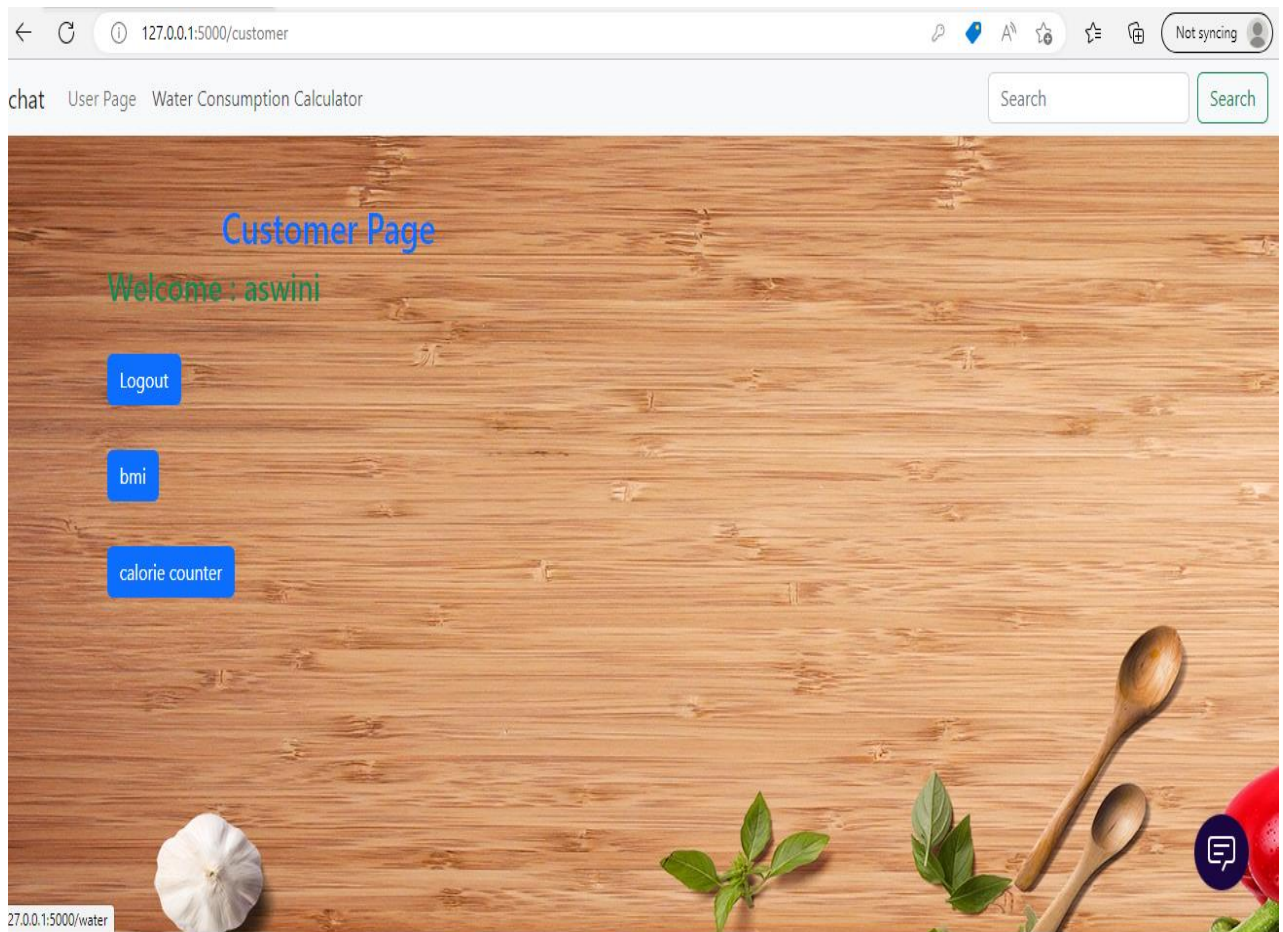 127.0.0.1:5000/customer
Not syncing
chat User Page Water Consumption Calculator Search Search
Customer Page
Welcome : aswini
Logout
bmi
calorie counter
27.0.0.1:5000/water